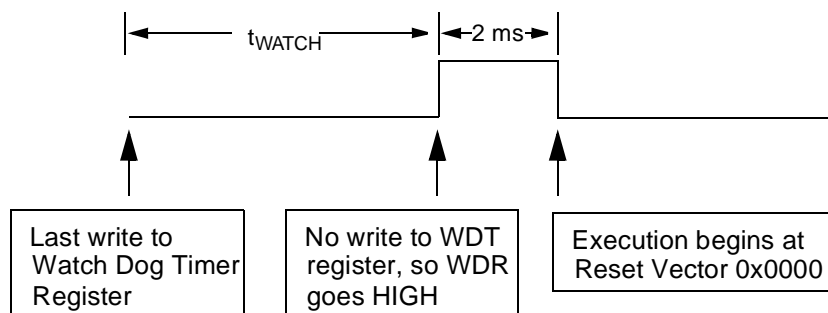 tWATCH
2 ms
Last write to
Watch Dog Timer
Register
No write to WDT
register, so WDR
goes HIGH
Execution begins at
Reset Vector 0x0000